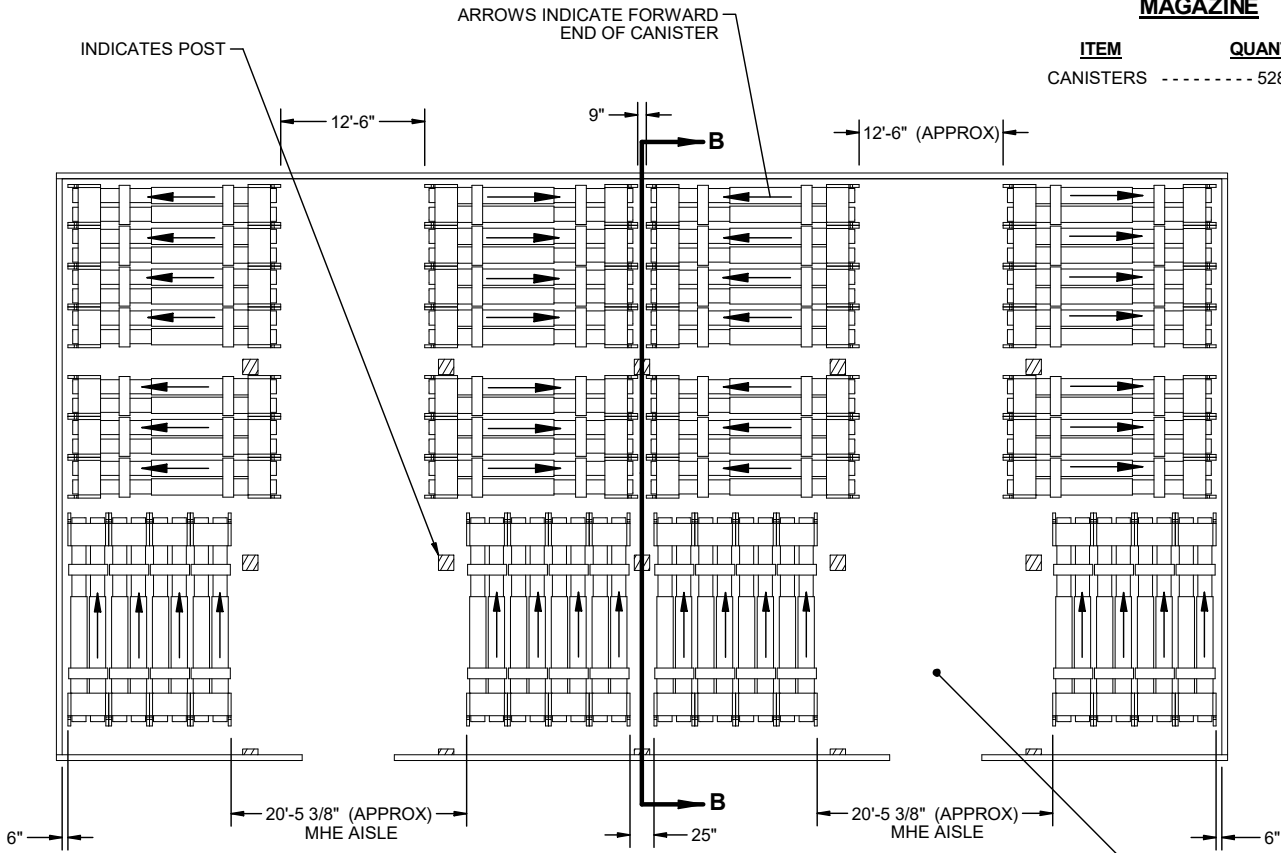 MAGAZINE
ITEM
CANISTERS - - - - - - - - - 528
ARROWS INDICATE FORWARD
END OF CANISTER
INDICATES POST
12'-6"
9"
B
12'-6" (APPROX)
20'-5 3/8" (APPROX)
MHE AISLE
B
20'-5 3/8" (APPROX)
MHE AISLE
6"
25"
6"